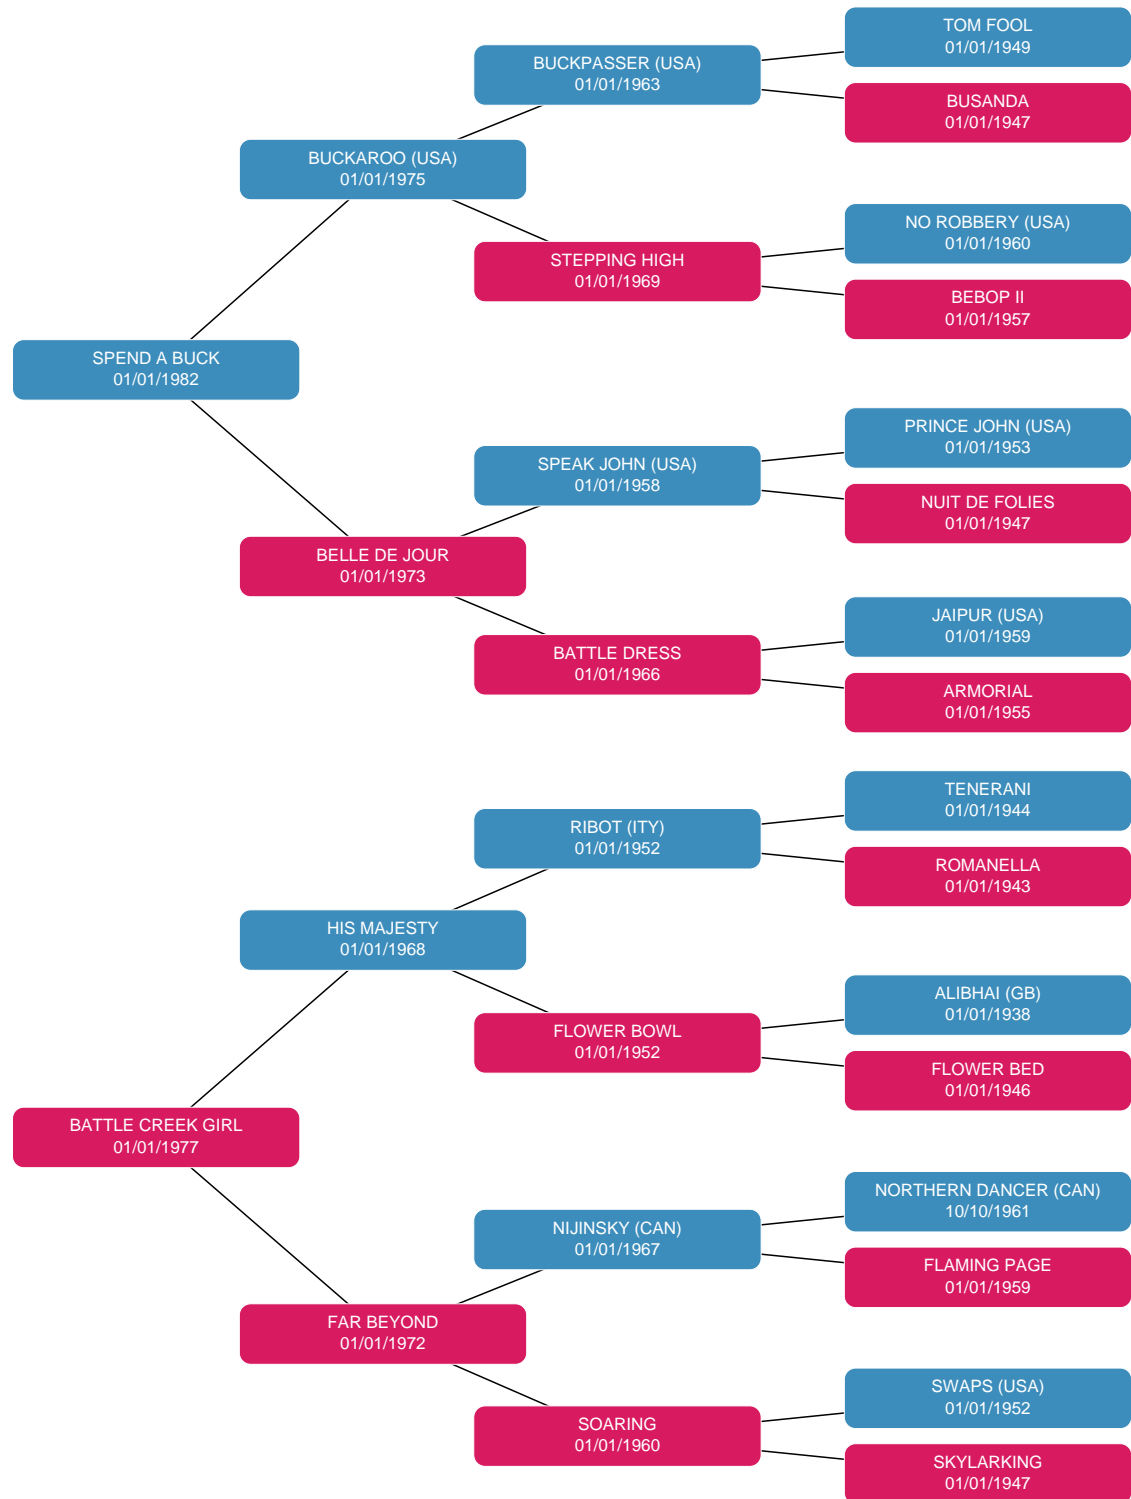 TOM FOOL
01/01/1949
BUCKPASSER (USA)
01/01/1963
BUSANDA
01/01/1947
BUCKAROO (USA)
01/01/1975
NO ROBBERY (USA)
01/01/1960
STEPPING HIGH
01/01/1969
BEBOP II
01/01/1957
SPEND A BUCK
01/01/1982
PRINCE JOHN (USA)
01/01/1953
SPEAK JOHN (USA)
01/01/1958
NUIT DE FOLIES
01/01/1947
BELLE DE JOUR
01/01/1973
JAIPUR (USA)
01/01/1959
BATTLE DRESS
01/01/1966
ARMORIAL
01/01/1955
TENERANI
01/01/1944
RIBOT (ITY)
01/01/1952
ROMANELLA
01/01/1943
HIS MAJESTY
01/01/1968
ALIBHAI (GB)
01/01/1938
FLOWER BOWL
01/01/1952
FLOWER BED
01/01/1946
BATTLE CREEK GIRL
01/01/1977
NORTHERN DANCER (CAN)
10/10/1961
NIJINSKY (CAN)
01/01/1967
FLAMING PAGE
01/01/1959
FAR BEYOND
01/01/1972
SWAPS (USA)
01/01/1952
SOARING
01/01/1960
SKYLARKING
01/01/1947